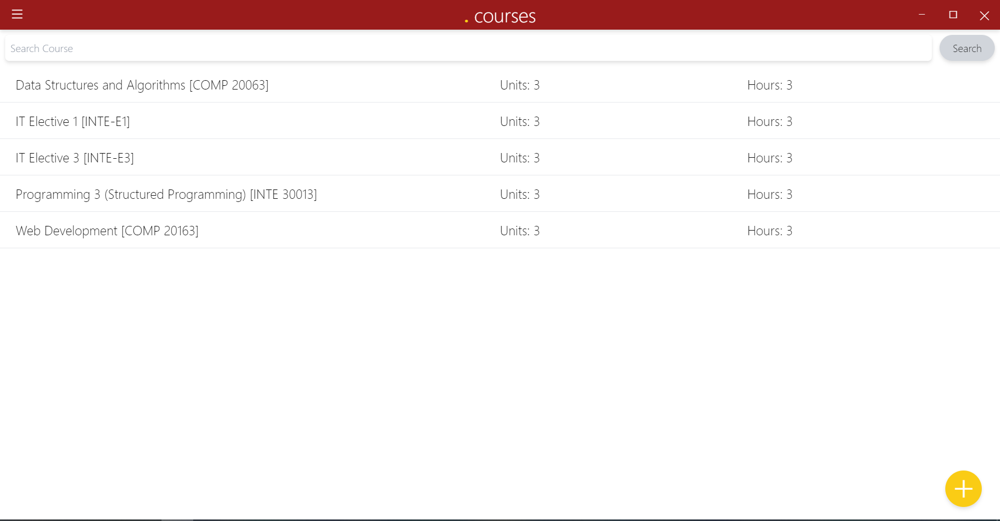 . courses
Search Course
Search
Data Structures and Algorithms [COMP 20063] Units: 3 Hours: 3
IT Elective 1 [INTE-E1] Units: 3 Hours: 3
IT Elective 3 [INTE-E3] Units: 3 Hours: 3
Programming 3 (Structured Programming) [INTE 30013] Units: 3 Hours: 3
Web Development [COMP 20163] Units: 3 Hours: 3